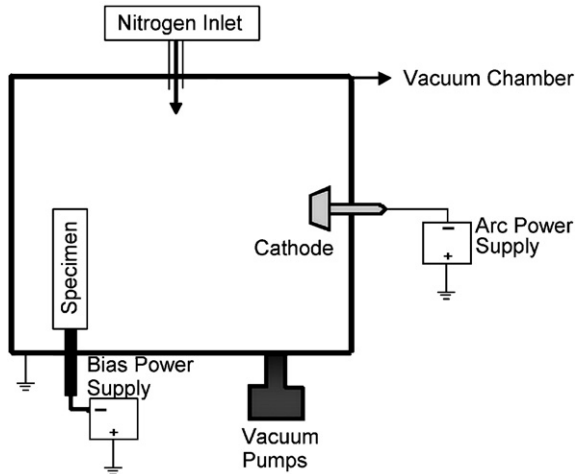 Nitrogen Inlet
Vacuum Chamber
Cathode
Arc Power
Supply
−
+
Specimen
Bias Power
Supply
−
+
Vacuum
Pumps